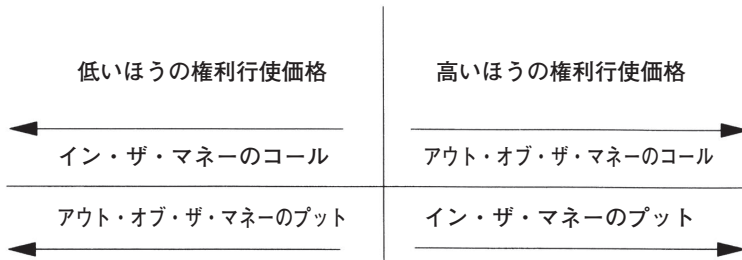 低いほうの権利行使価格
高いほうの権利行使価格
イン・ザ・マネーのコール
アウト・オブ・ザ・マネーのコール
アウト・オブ・ザ・マネーのプット
イン・ザ・マネーのプット